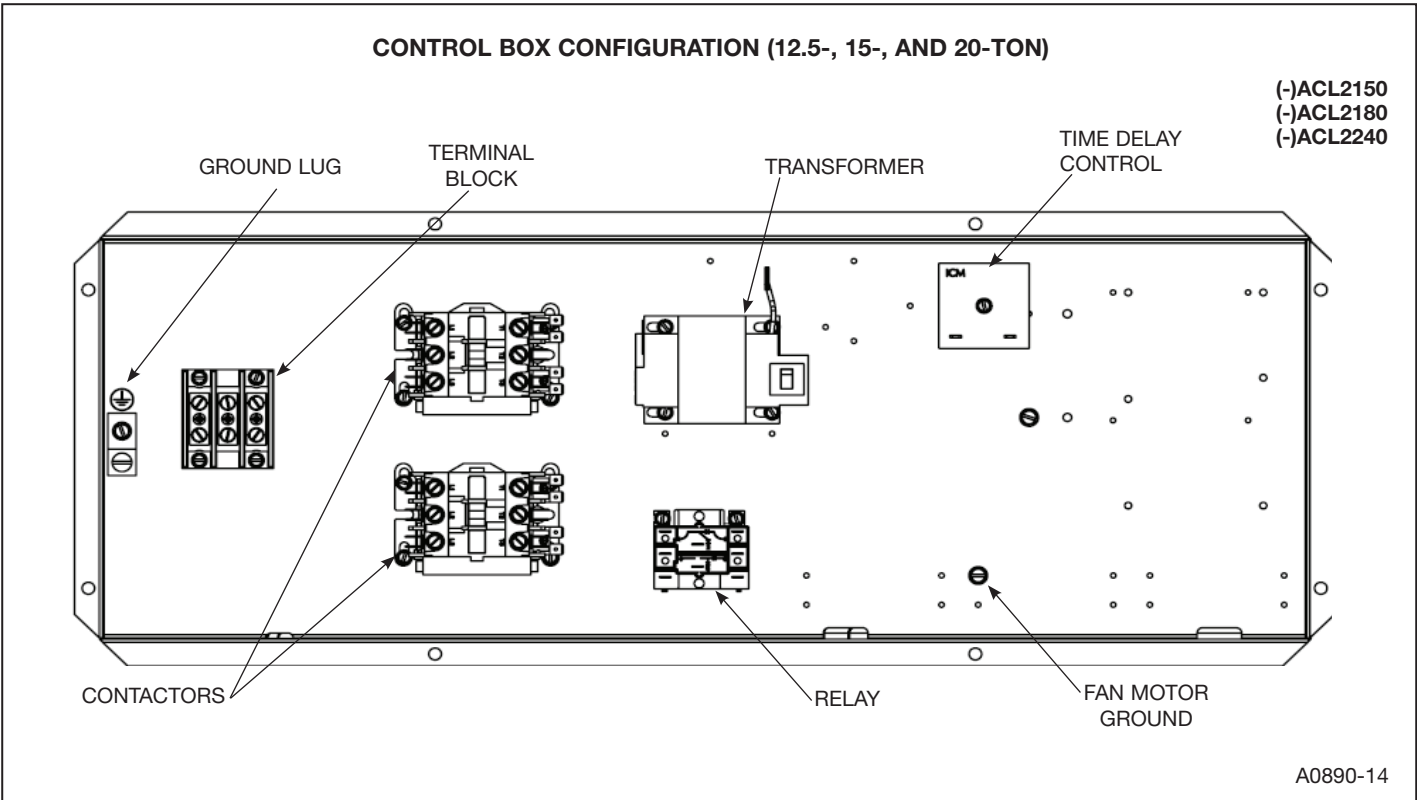 CONTROL BOX CONFIGURATION (12.5-, 15-, AND 20-TON)
(-)ACL2150
(-)ACL2180
(-)ACL2240
GROUND LUG
TERMINAL
BLOCK
TRANSFORMER
TIME DELAY
CONTROL
ICM
CONTACTORS
RELAY
FAN MOTOR
GROUND
A0890-14